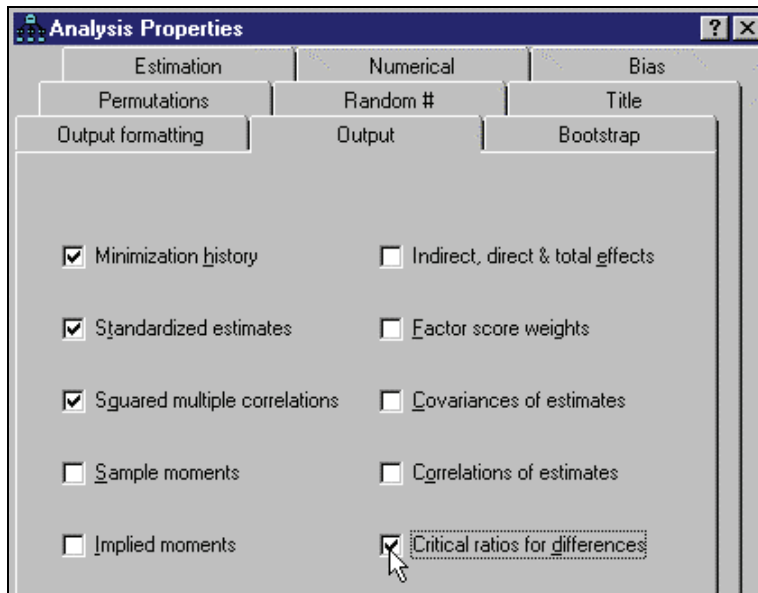 Analysis Properties
Estimation Numerical Bias
Permutations Random # Title
Output formatting Output Bootstrap
Minimization history Indirect, direct & total effects
Standardized estimates Factor score weights
Squared multiple correlations Covariances of estimates
Sample moments Correlations of estimates
Implied moments Critical ratios for differences